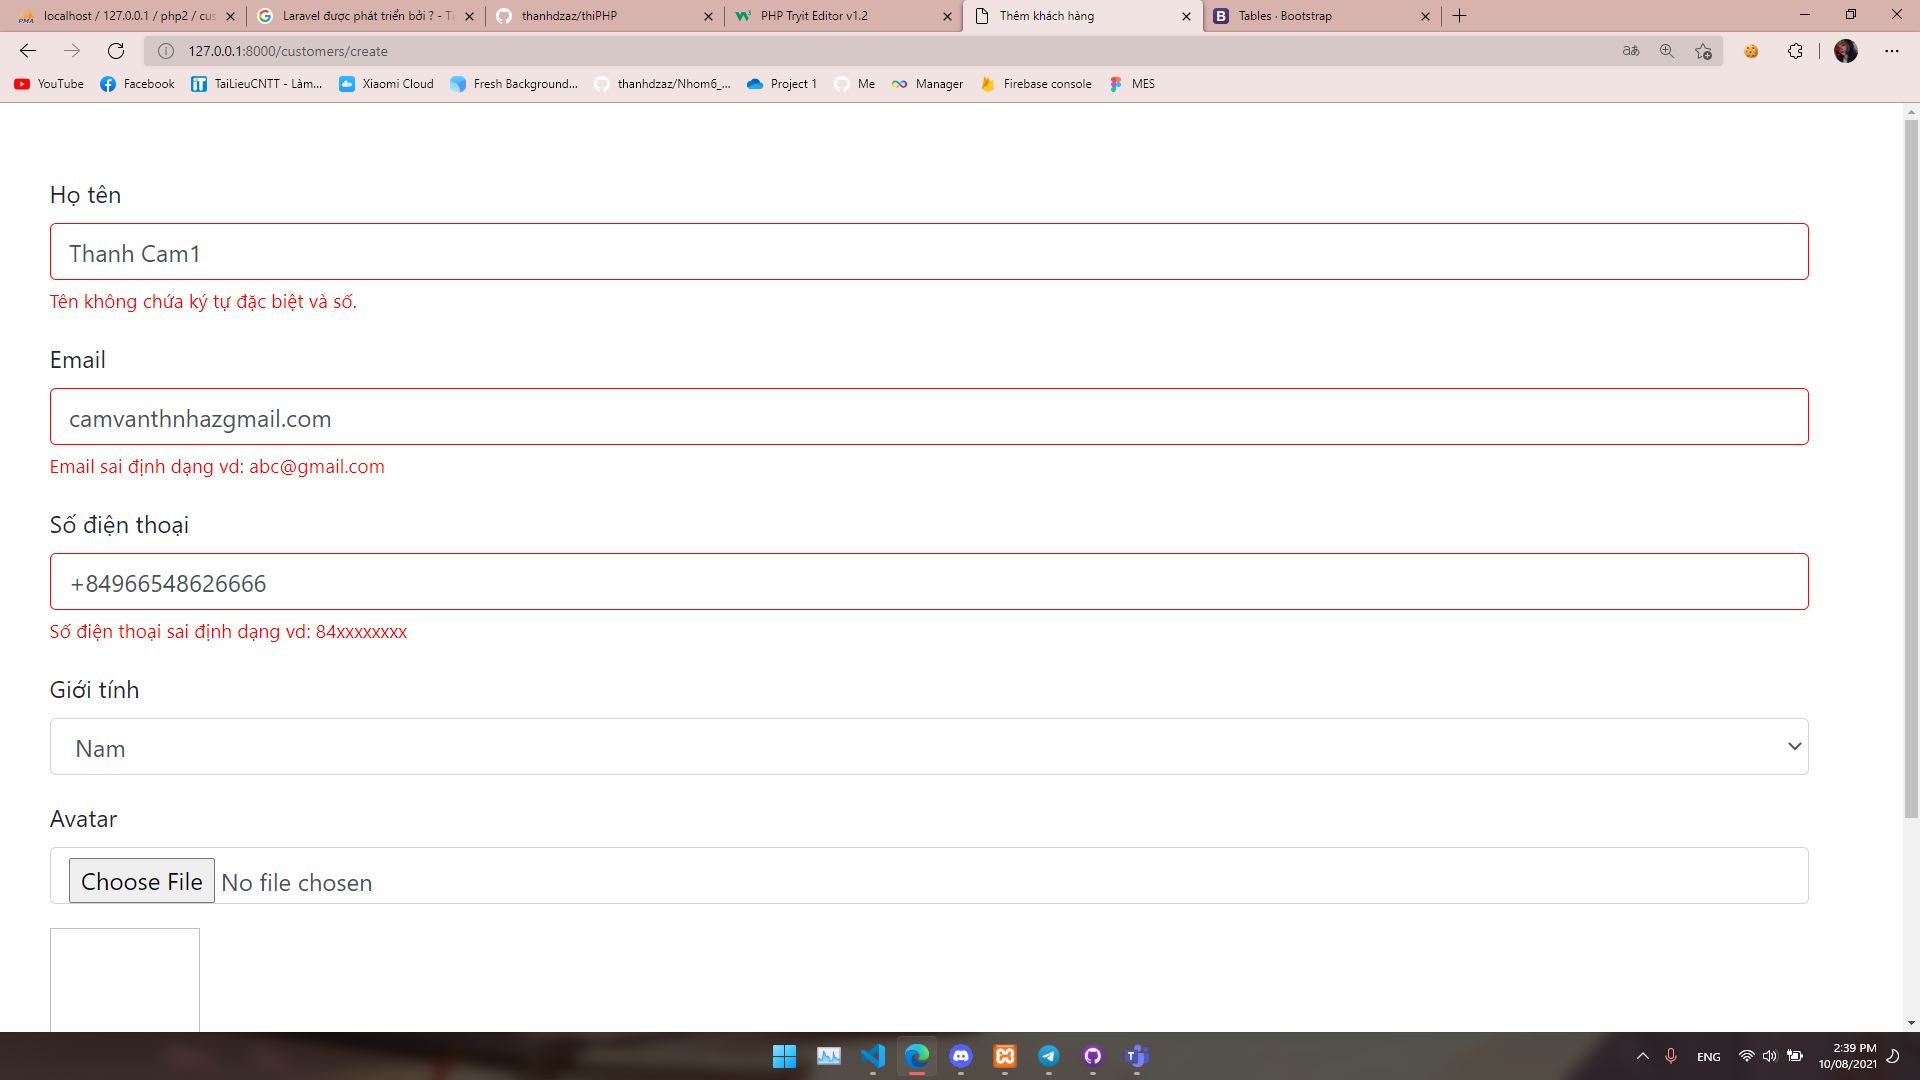 localhost / 127.0.0.1 / php2 / cus
Laravel được phát triển bởi ? - Tì
thanhdzaz/thiPHP
PHP Tryit Editor v1.2
Thêm khách hàng
Tables · Bootstrap
127.0.0.1:8000/customers/create
YouTube
Facebook
TaiLieuCNTT - Làm...
Xiaomi Cloud
Fresh Background...
thanhdzaz/Nhom6_...
Project 1
Me
Manager
Firebase console
MES
Họ tên
Thanh Cam1
Tên không chứa ký tự đặc biệt và số.
Email
camvanthnhazgmail.com
Email sai định dạng vd: abc@gmail.com
Số điện thoại
+84966548626666
Số điện thoại sai định dạng vd: 84xxxxxxxx
Giới tính
Nam
Avatar
Choose File No file chosen
ENG
2:39 PM
10/08/2021